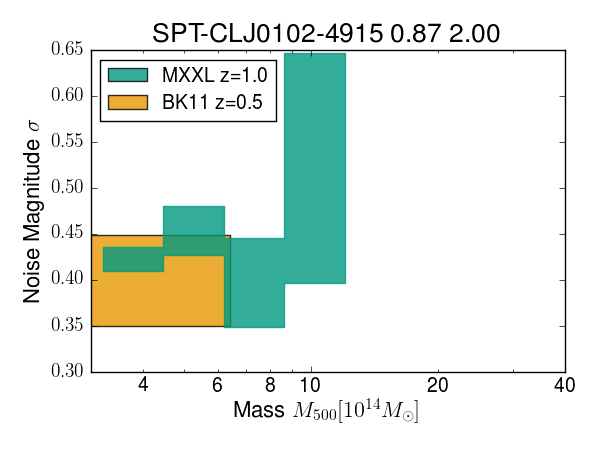 SPT-CLJ0102-4915 0.87 2.00
MXXL z=1.0
BK11 z=0.5
Noise Magnitude σ
0.65
0.60
0.55
0.50
0.45
0.40
0.35
0.30
4 6 8 10 20 40
Mass M₅₀₀[10¹⁴M⊙]